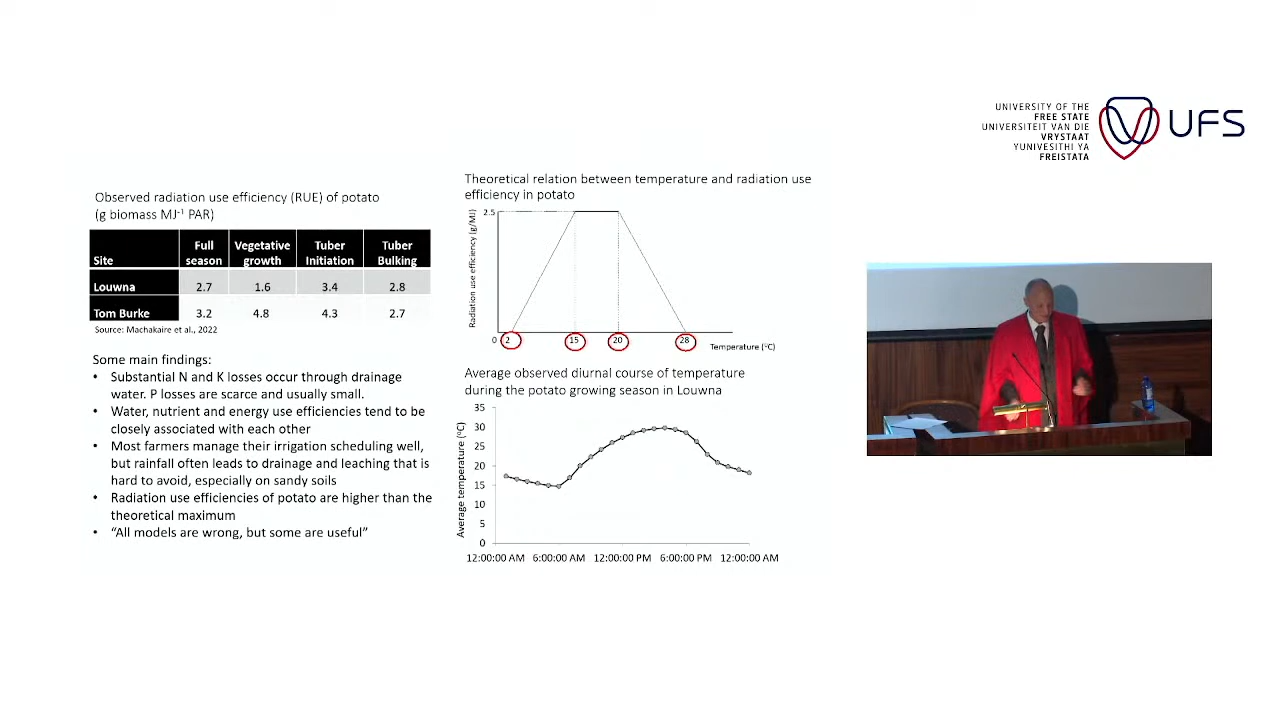 UNIVERSITY OF THE
FREE STATE
UNIVERSITEIT VAN DIE
VRYSTAAT
YUNIVESITHI YA
FREISTATA
UFS
Observed radiation use efficiency (RUE) of potato
(g biomass MJ-1 PAR)
Site Full season Vegetative growth Tuber Initiation Tuber Bulking
Louwna 2.7 1.6 3.4 2.8
Tom Burke 3.2 4.8 4.3 2.7
Source: Machakaire et al., 2022
Some main findings:
• Substantial N and K losses occur through drainage
water. P losses are scarce and usually small.
• Water, nutrient and energy use efficiencies tend to be
closely associated with each other
• Most farmers manage their irrigation scheduling well,
but rainfall often leads to drainage and leaching that is
hard to avoid, especially on sandy soils
• Radiation use efficiencies of potato are higher than the
theoretical maximum
• “All models are wrong, but some are useful”
Theoretical relation between temperature and radiation use
efficiency in potato
Radiation use efficiency (g/MJ)
2.5
0 2 15 20 28
Temperature (°C)
Average observed diurnal course of temperature
during the potato growing season in Louwna
Average temperature (°C)
35
30
25
20
15
10
5
0
12:00:00 AM 6:00:00 AM 12:00:00 PM 6:00:00 PM 12:00:00 AM